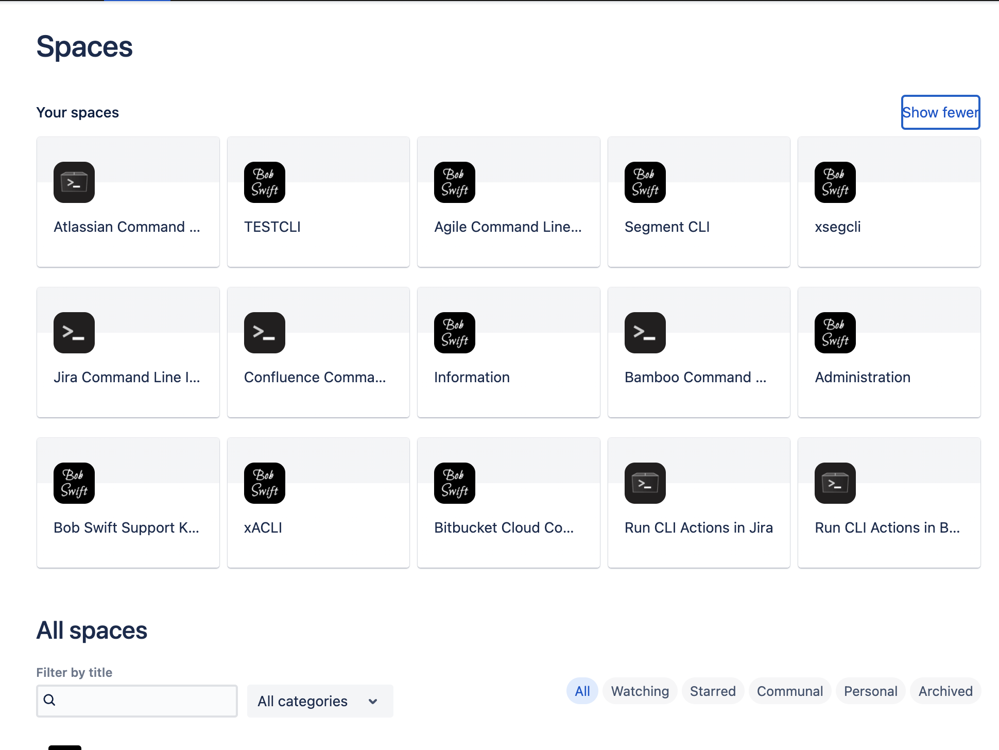 Spaces
Your spaces
Show fewer
>_
Bob
Swift
Bob
Swift
Bob
Swift
Bob
Swift
Atlassian Command ...
TESTCLI
Agile Command Line...
Segment CLI
xsegcli
>_
>_
Bob
Swift
>_
Bob
Swift
Jira Command Line I...
Confluence Comma...
Information
Bamboo Command ...
Administration
Bob
Swift
Bob
Swift
Bob
Swift
>_
>_
Bob Swift Support K...
xACLI
Bitbucket Cloud Co...
Run CLI Actions in Jira
Run CLI Actions in B...
All spaces
Filter by title
All categories
All
Watching
Starred
Communal
Personal
Archived